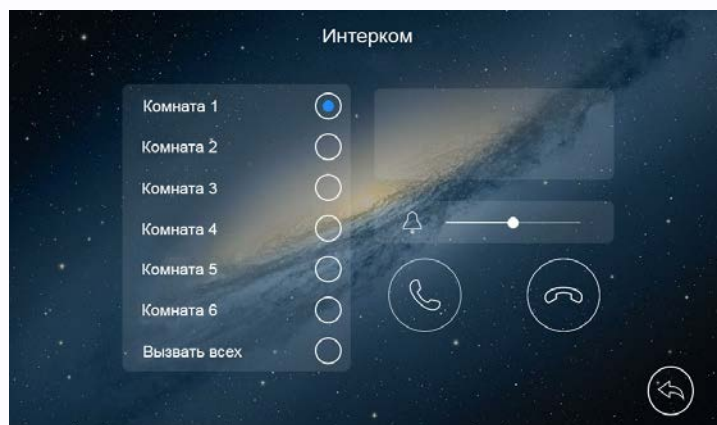 Интерком
Комната 1
Комната 2
Комната 3
Комната 4
Комната 5
Комната 6
Вызвать всех